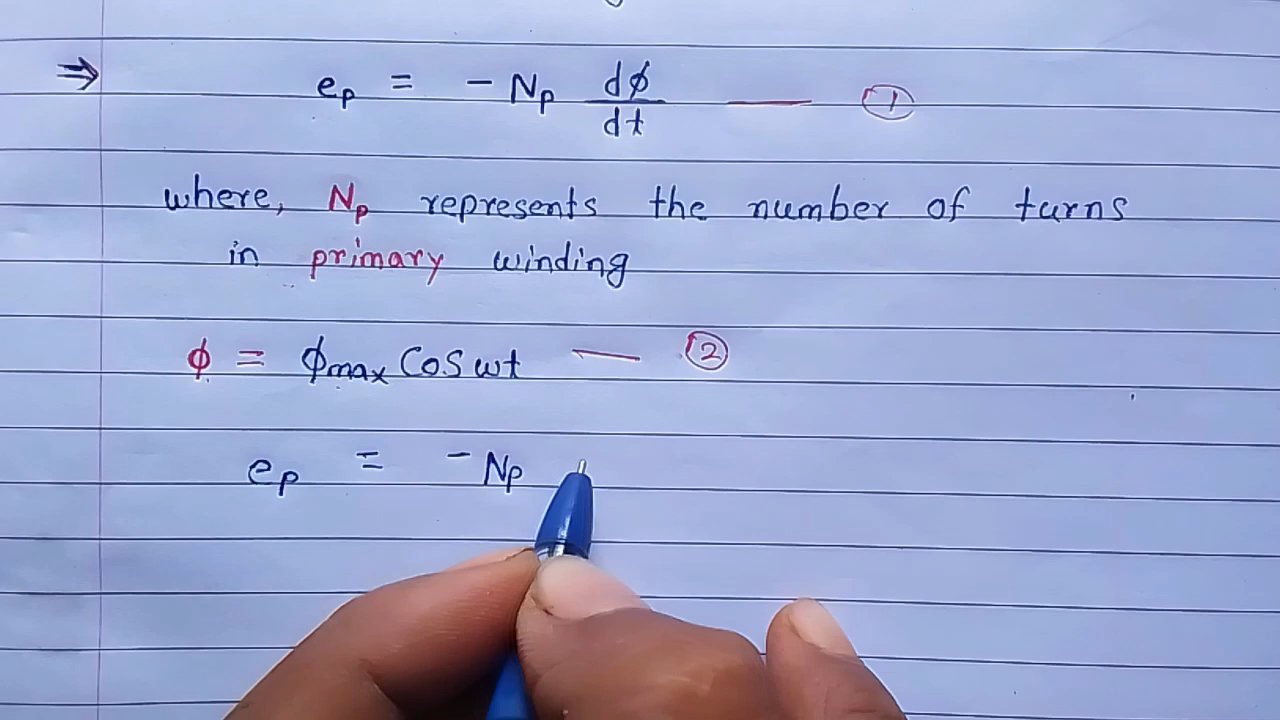 ⇒ eₚ = - Nₚ dϕ/dt — ①
where, Nₚ represents the number of turns
in primary winding
ϕ = ϕmax Cos wt — ②
eₚ = - Nₚ